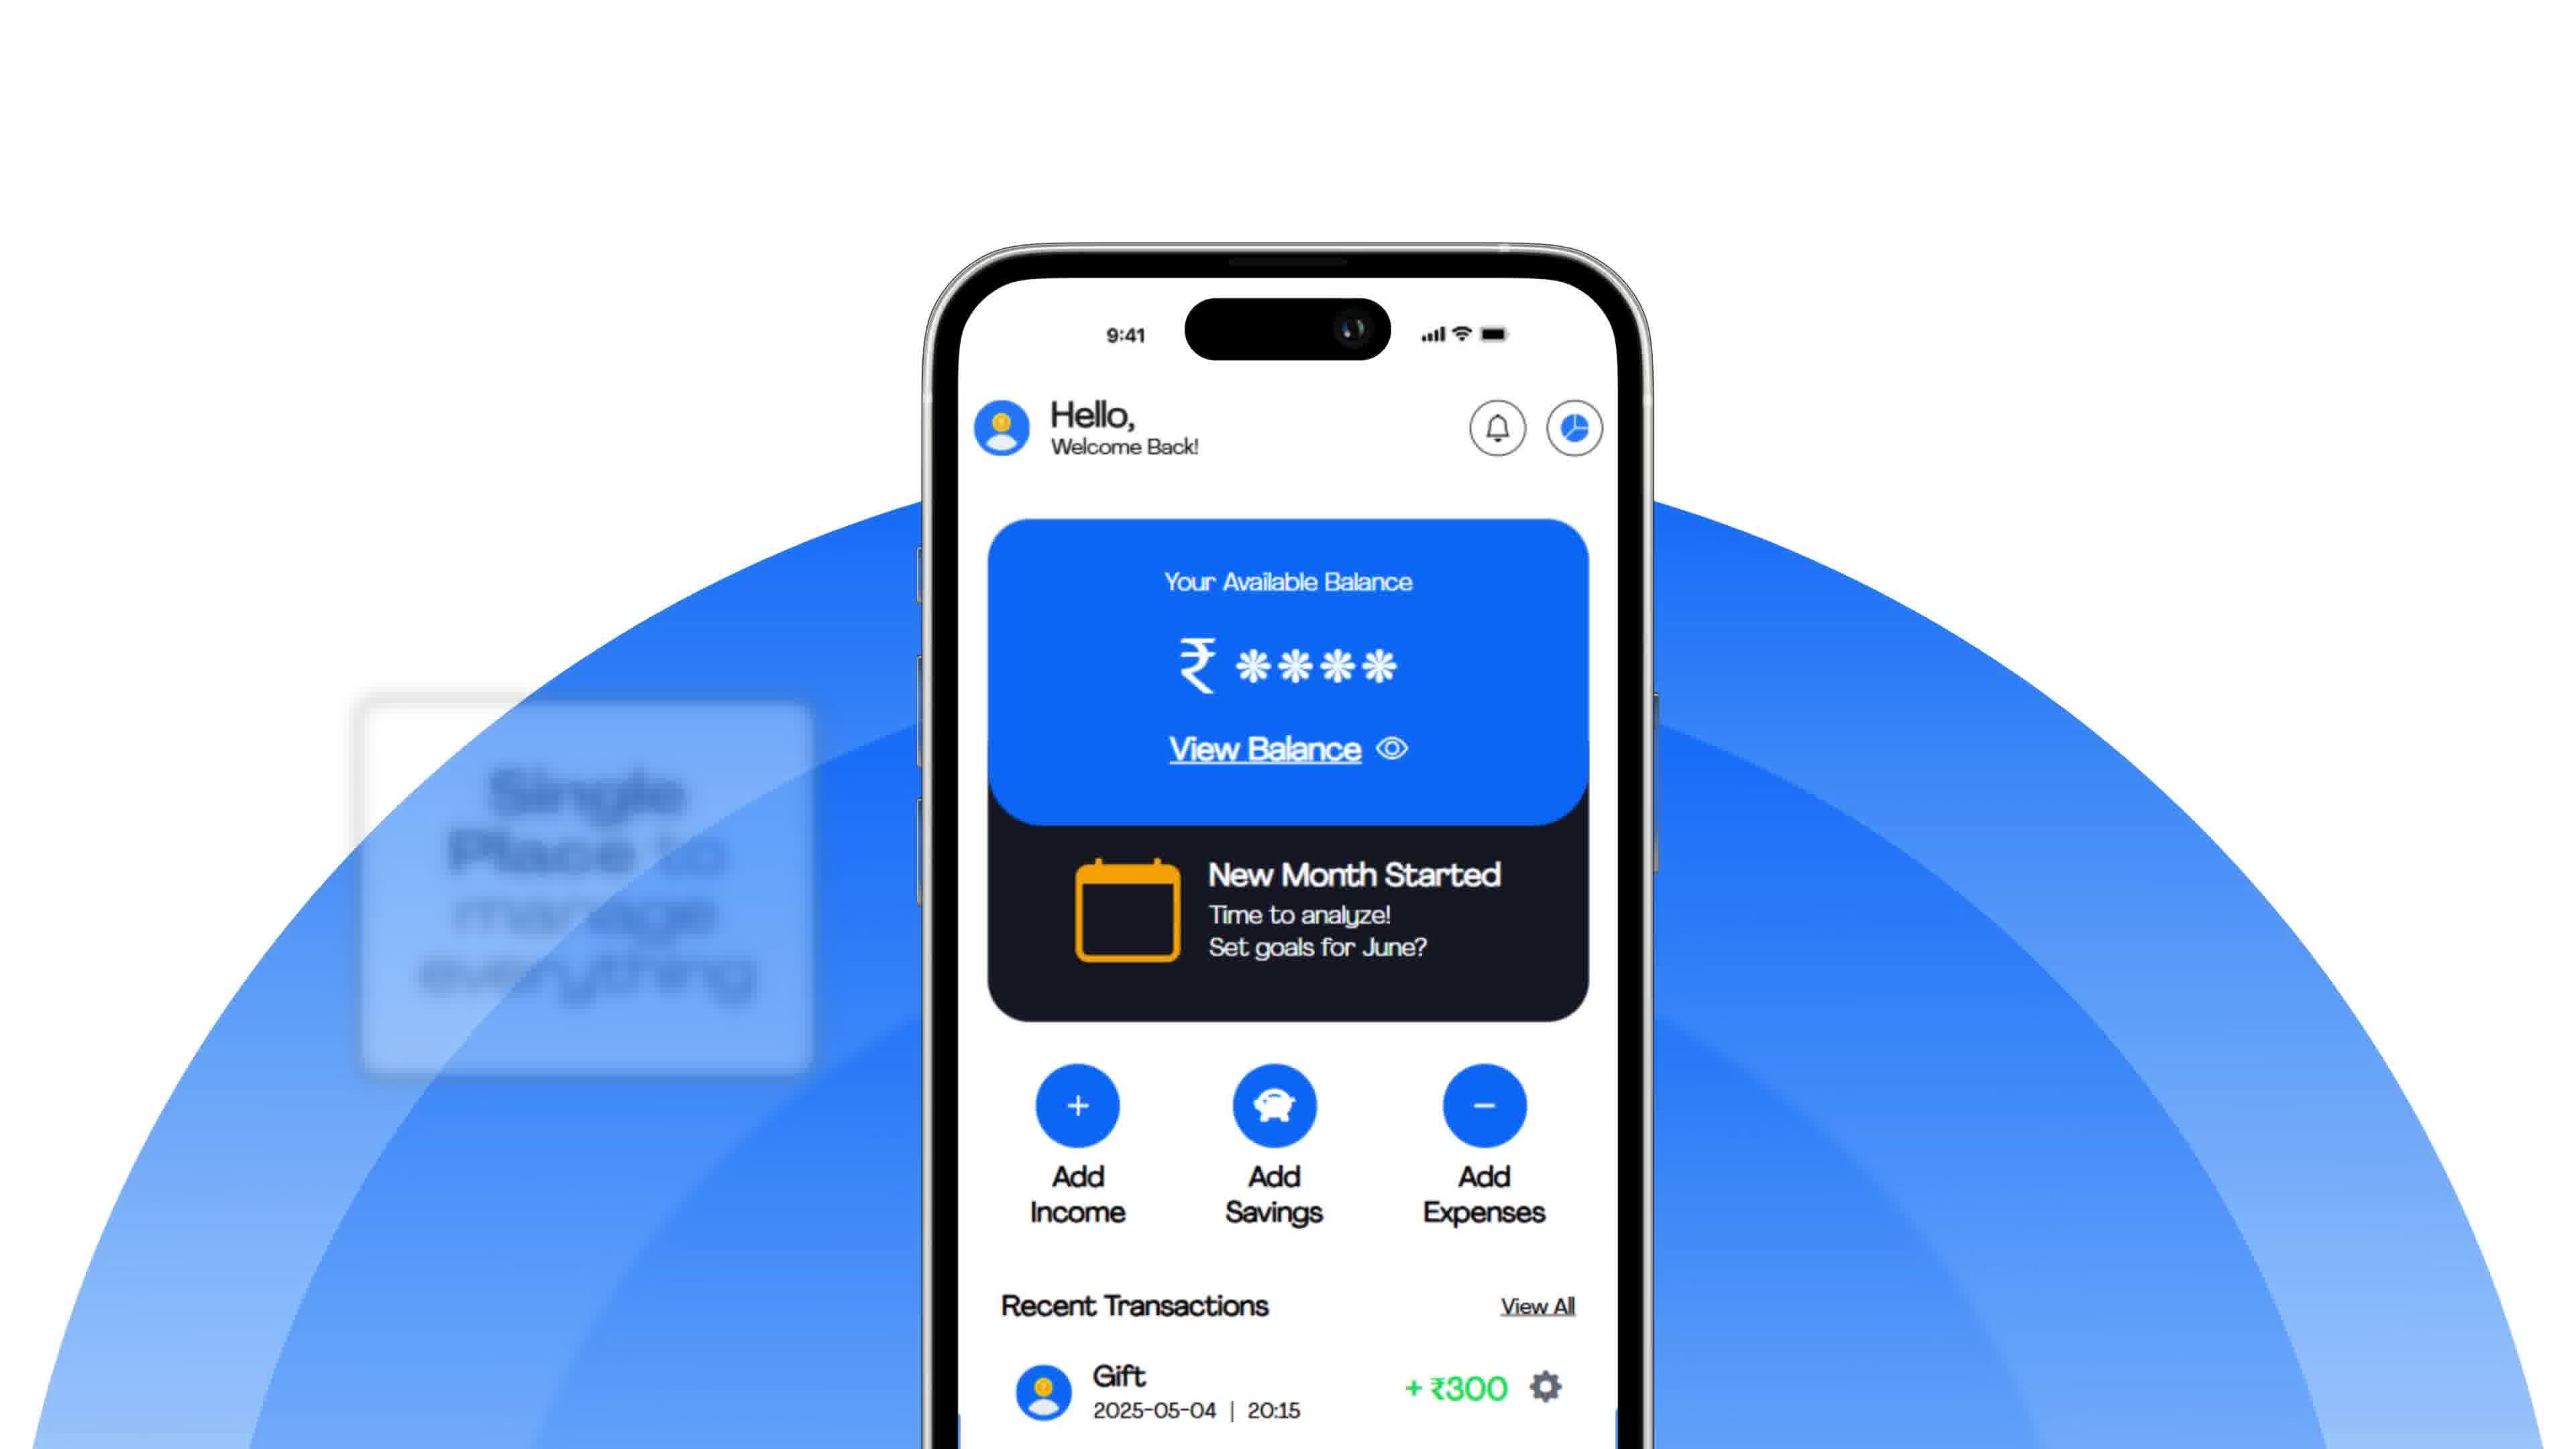 9:41
Hello,
Welcome Back!
Your Available Balance
₹ ****
View Balance
Single
Place to
manage
everything
New Month Started
Time to analyze!
Set goals for June?
+
−
Add
Income
Add
Savings
Add
Expenses
Recent Transactions
View All
Gift
2025-05-04 | 20:15
+ ₹300